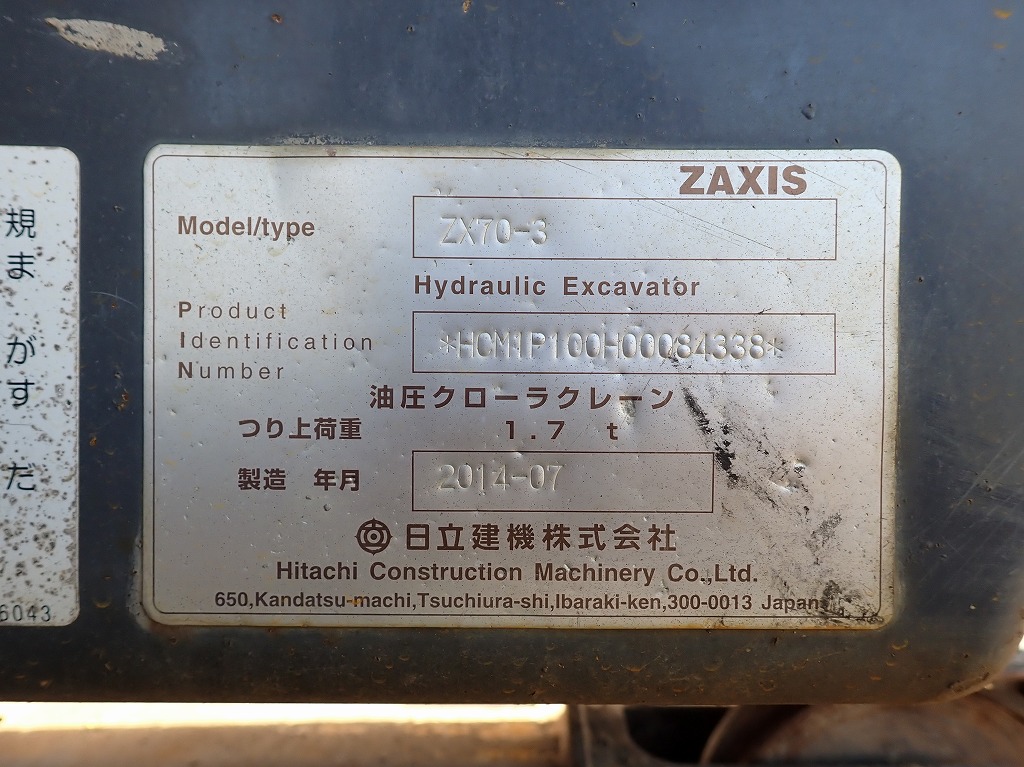 ZAXIS
Model/type ZX70-3
Hydraulic Excavator
Product
Identification
Number
*HCM1P100H00064338*
油圧クローラクレーン
つり上荷重 1.7 t
製造 年月 2014-07
日立建機株式会社
Hitachi Construction Machinery Co.,Ltd.
650,Kandatsu-machi,Tsuchiura-shi,Ibaraki-ken,300-0013 Japan
規
ま
が
す
た
6043